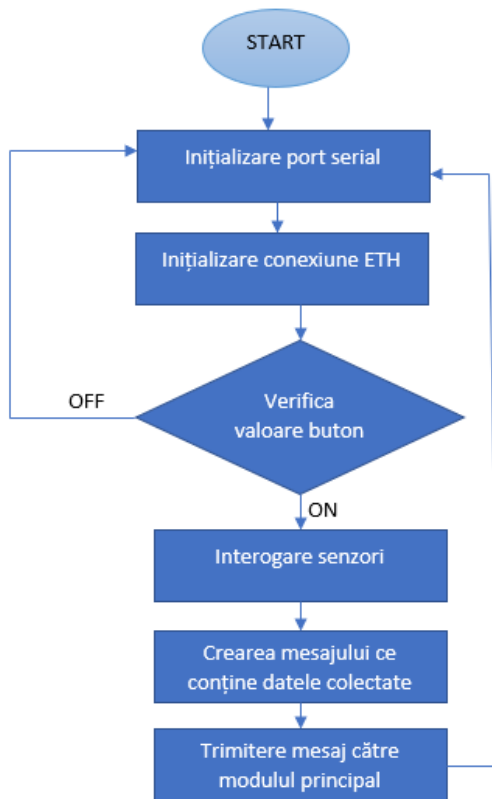 START
Inițializare port serial
Inițializare conexiune ETH
OFF
Verifica
valoare buton
ON
Interogare senzori
Crearea mesajului ce
conține datele colectate
Trimitere mesaj către
modulul principal